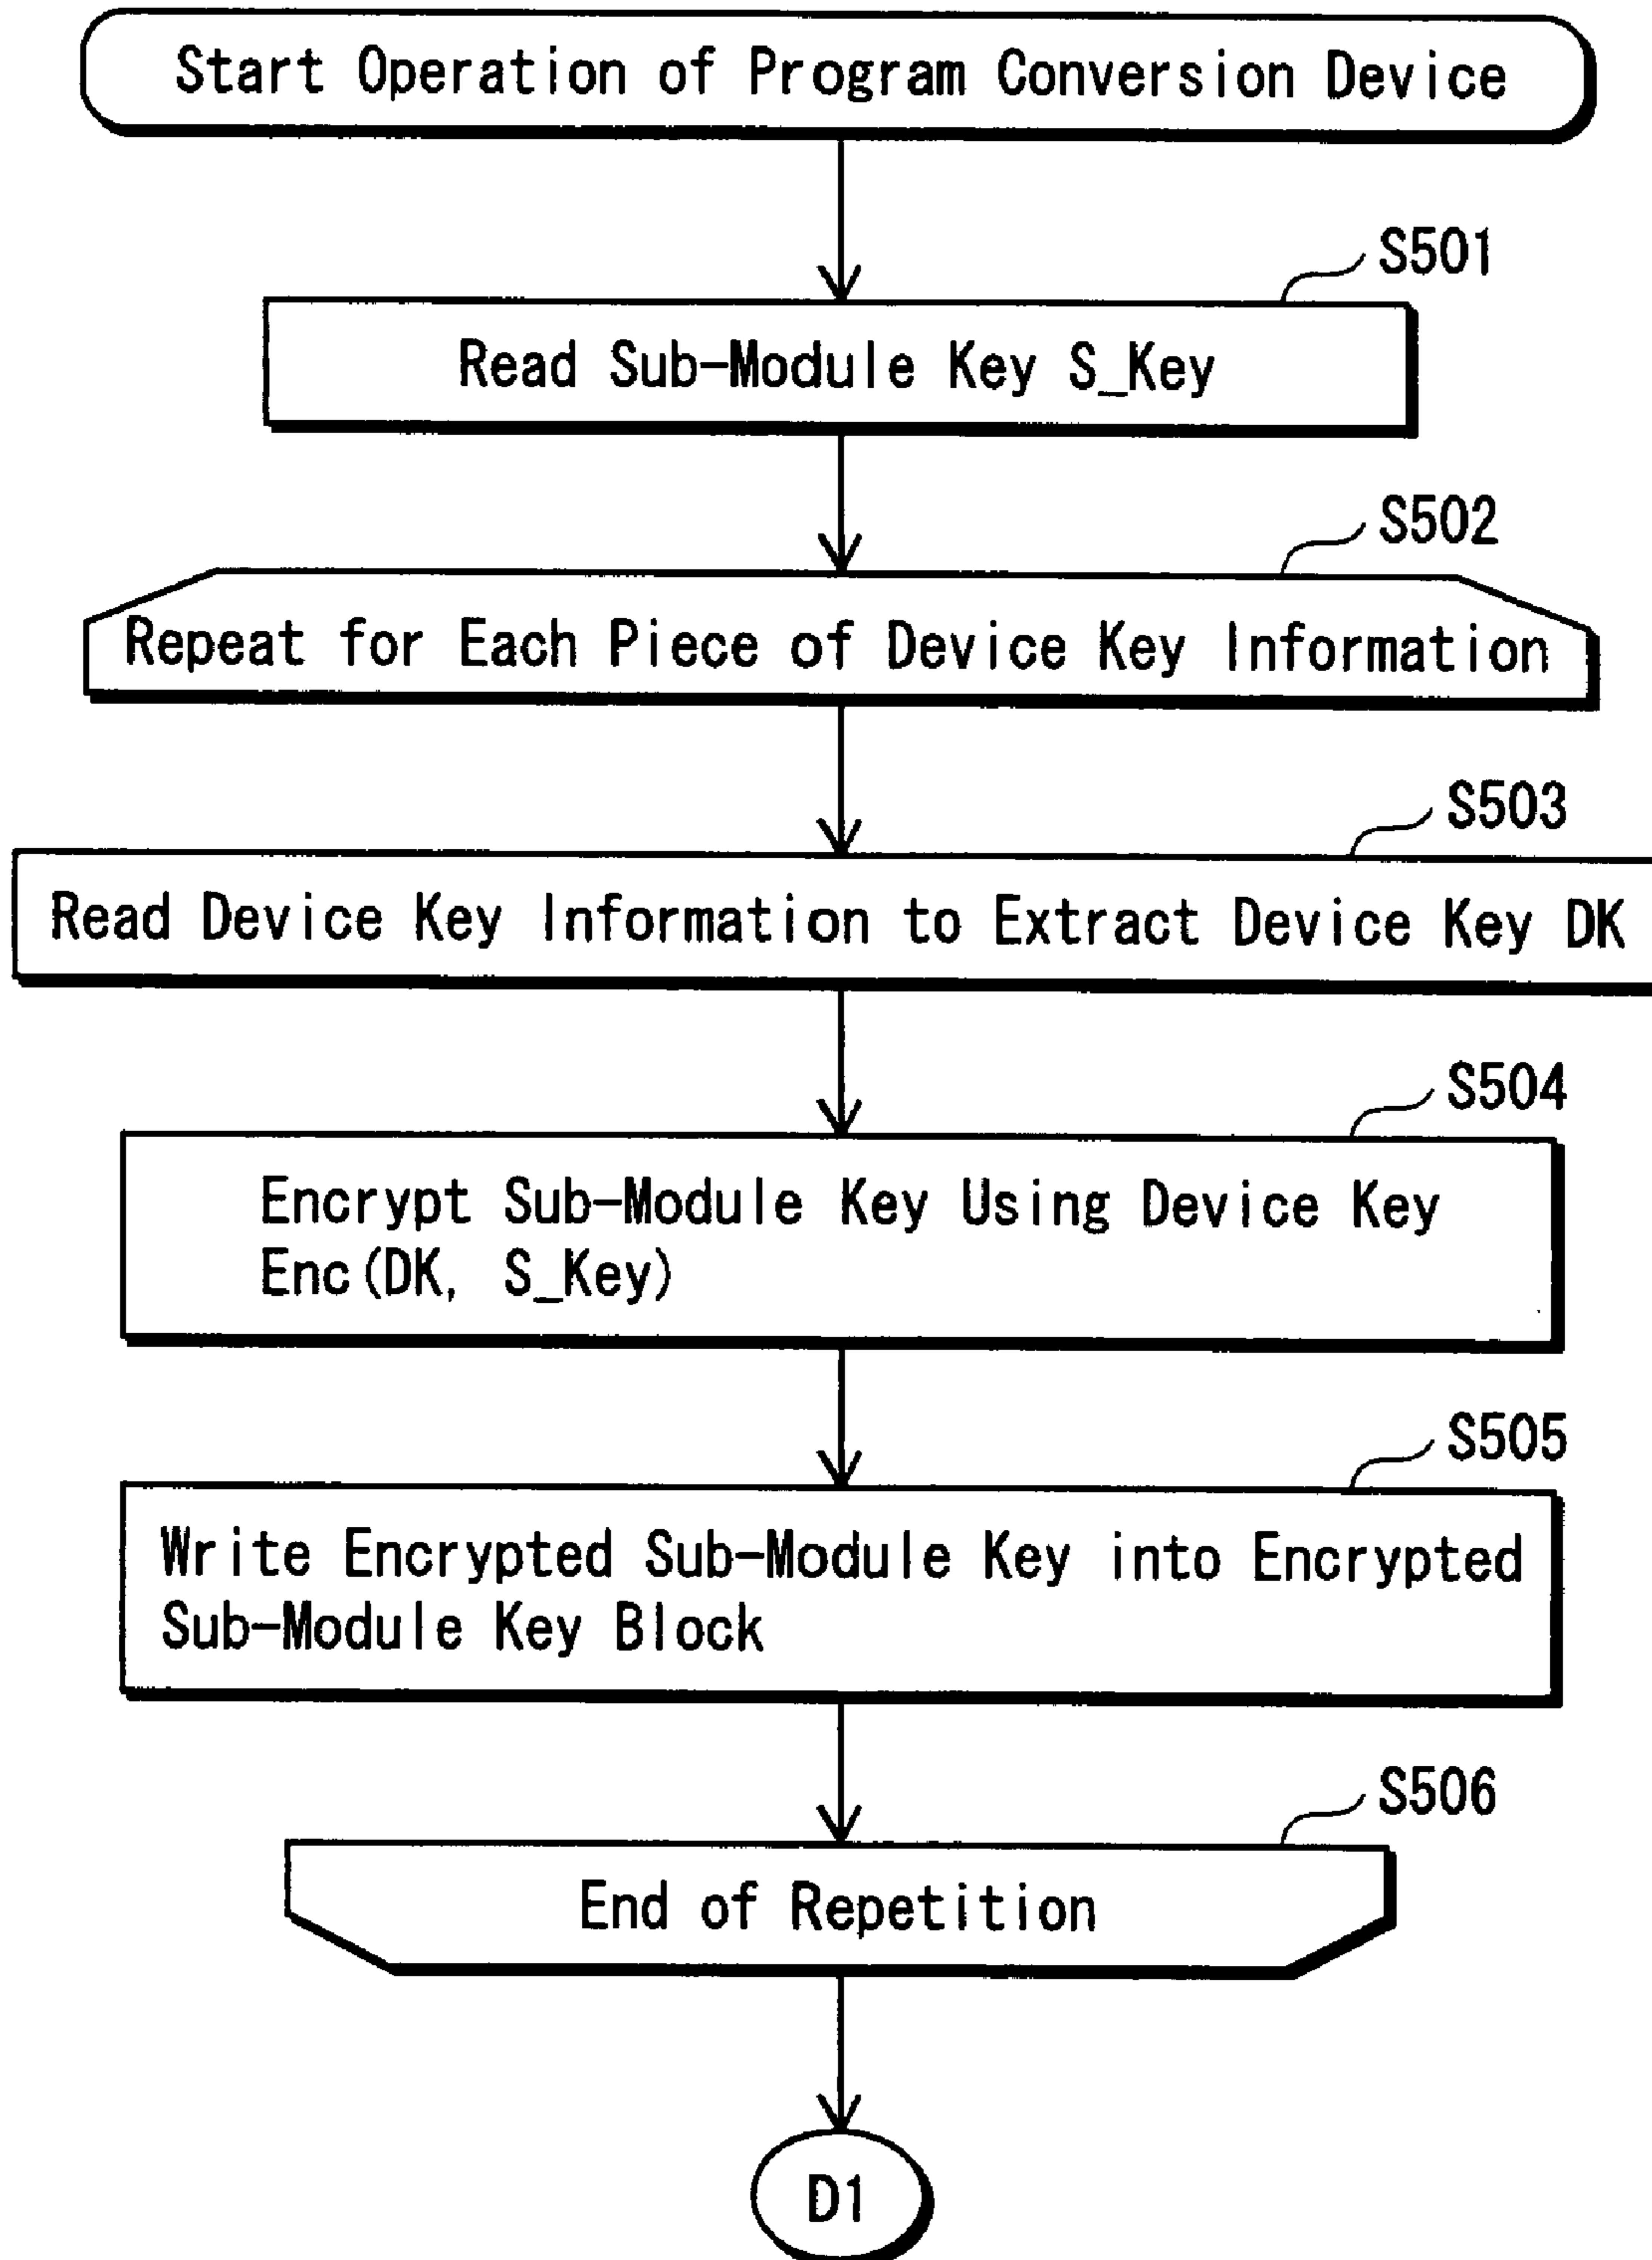 Start Operation of Program Conversion Device
S501
Read Sub-Module Key S_Key
S502
Repeat for Each Piece of Device Key Information
S503
Read Device Key Information to Extract Device Key DK
S504
Encrypt Sub-Module Key Using Device Key
Enc(DK, S_Key)
S505
Write Encrypted Sub-Module Key into Encrypted
Sub-Module Key Block
S506
End of Repetition
D1